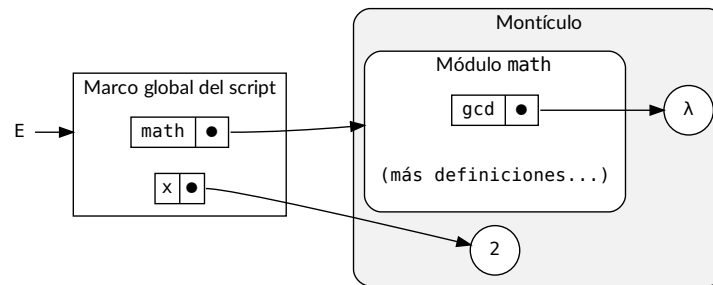 Montículo
Marco global del script
Módulo math
E
math
gcd
λ
x
(más definiciones...)
2